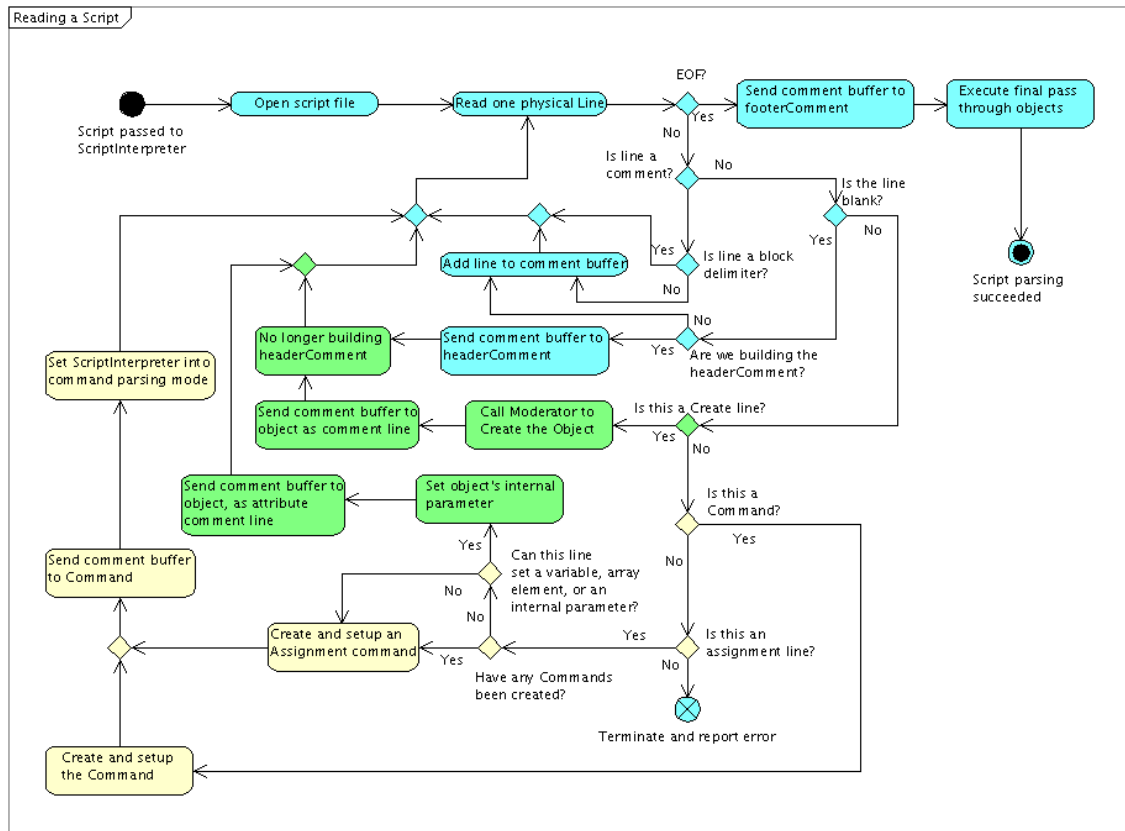 Reading a Script
EOF?
Open script file
Read one physical Line
Send comment buffer to
footerComment
Execute final pass
through objects
Yes
Script passed to
ScriptInterpreter
No
Is line a
comment?
No
Is the line
blank?
Yes
No
Yes
Is line a block
delimiter?
Add line to comment buffer
No
Script parsing
succeeded
No
No longer building
headerComment
Send comment buffer to
headerComment
Yes
Are we building the
headerComment?
Set ScriptInterpreter into
command parsing mode
Send comment buffer to
object as comment line
Call Moderator to
Create the Object
Is this a Create line?
Yes
No
Send comment buffer to
object, as attribute
comment line
Set object's internal
parameter
Is this a
Command?
Yes
Yes
Can this line
set a variable, array
element, or an
internal parameter?
No
Send comment buffer
to Command
No
No
Create and setup an
Assignment command
Yes
Yes
Is this an
assignment line?
No
Have any Commands
been created?
Terminate and report error
Create and setup
the Command